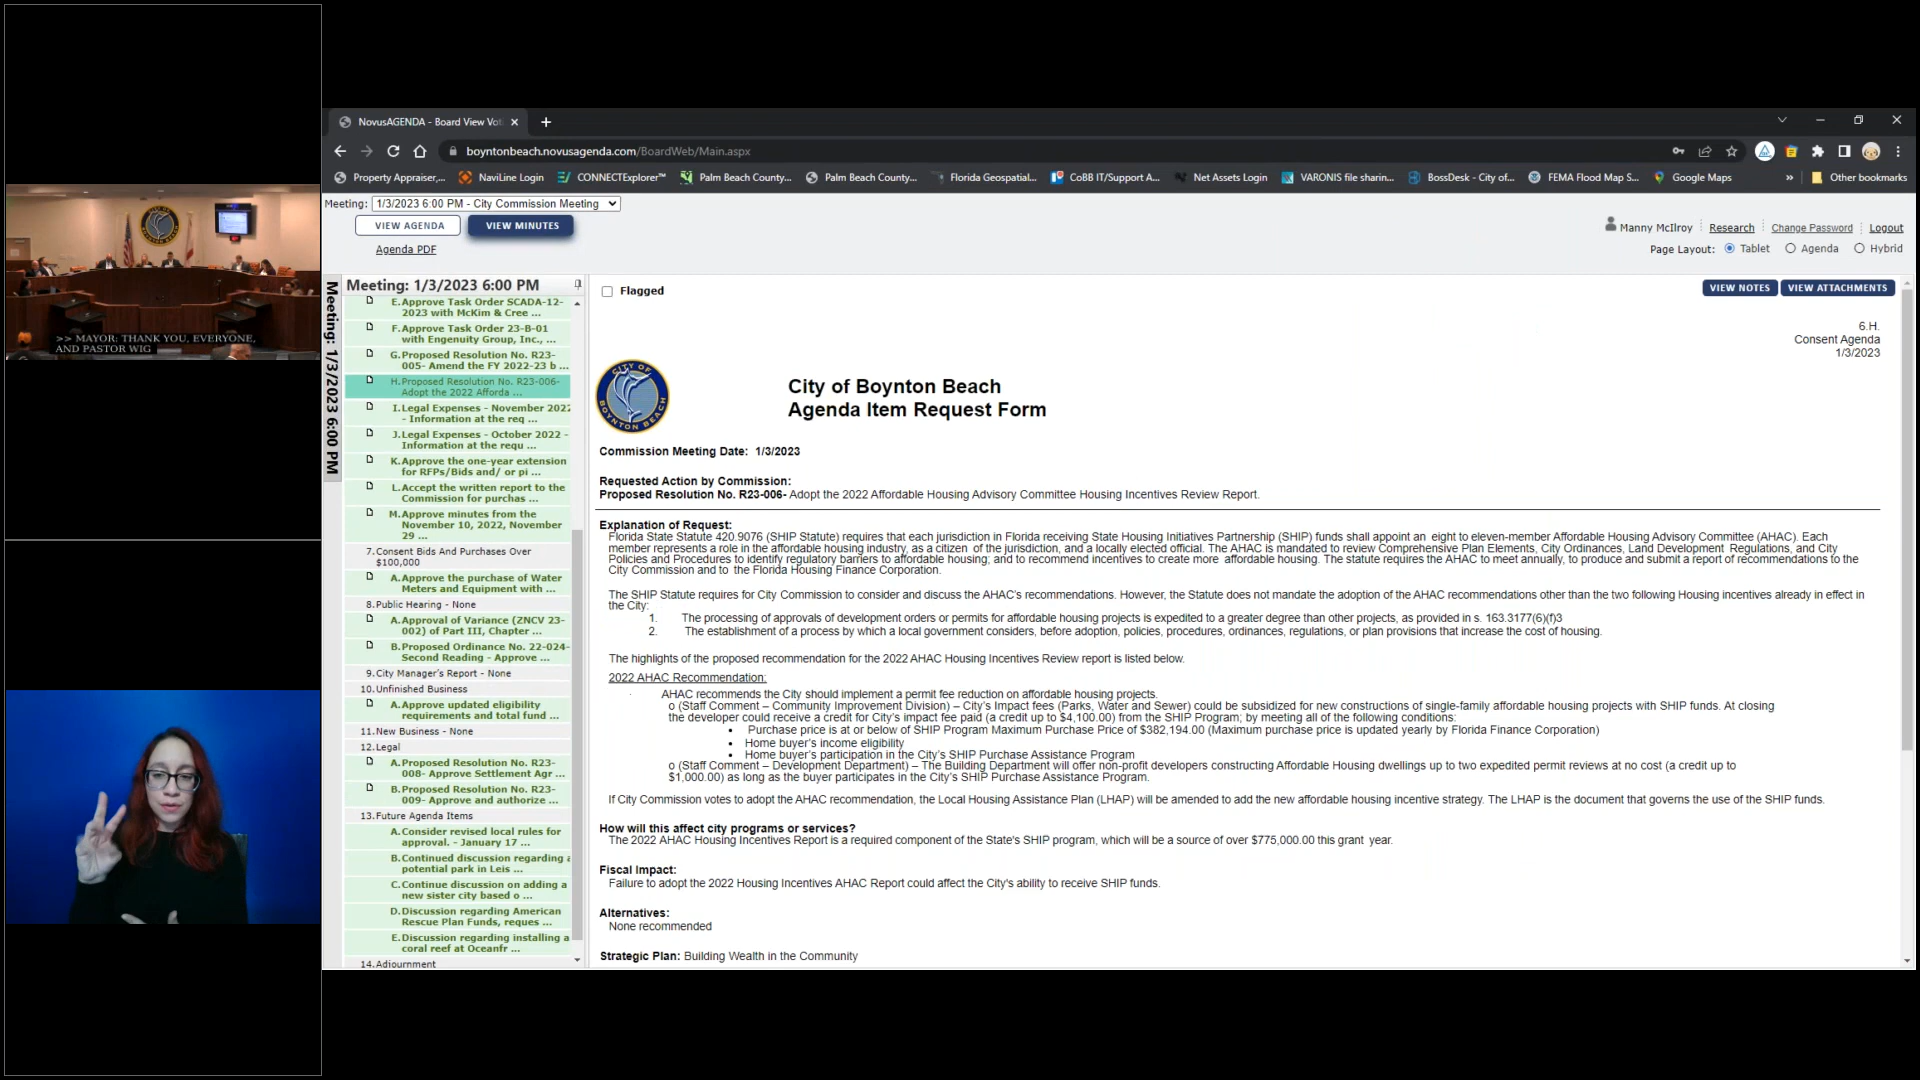 NovusAGENDA - Board View Vot
boyntonbeach.novusagenda.com/BoardWeb/Main.aspx
Property Appraiser,... NaviLine Login CONNECTExplorer™ Palm Beach County... Palm Beach County... Florida Geospatial... CoBB IT/Support A... Net Assets Login VARONIS file sharin... BossDesk - City of... FEMA Flood Map S... Google Maps » Other bookmarks
Meeting: 1/3/2023 6:00 PM - City Commission Meeting
VIEW AGENDA VIEW MINUTES
Agenda PDF
Manny McIlroy Research Change Password Logout
Page Layout: Tablet Agenda Hybrid
>> MAYOR: THANK YOU, EVERYONE,
AND PASTOR WIG
Meeting: 1/3/2023 6:00 PM
Meeting: 1/3/2023 6:00 PM
E.Approve Task Order SCADA-12-
2023 with McKim & Cree ...
F.Approve Task Order 23-B-01
with Engenuity Group, Inc., ...
G.Proposed Resolution No. R23-
005- Amend the FY 2022-23 b ...
H.Proposed Resolution No. R23-006-
Adopt the 2022 Afforda ...
I.Legal Expenses - November 2022
- Information at the req ...
J.Legal Expenses - October 2022 -
Information at the requ ...
K.Approve the one-year extension
for RFPs/Bids and/ or pi ...
L.Accept the written report to the
Commission for purchas ...
M.Approve minutes from the
November 10, 2022, November
29 ...
7.Consent Bids And Purchases Over
$100,000
A.Approve the purchase of Water
Meters and Equipment with ...
8.Public Hearing - None
A.Approval of Variance (ZNCV 23-
002) of Part III, Chapter ...
B.Proposed Ordinance No. 22-024-
Second Reading - Approve ...
9.City Manager's Report - None
10.Unfinished Business
A.Approve updated eligibility
requirements and total fund ...
11.New Business - None
12.Legal
A.Proposed Resolution No. R23-
008- Approve Settlement Agr ...
B.Proposed Resolution No. R23-
009- Approve and authorize ...
13.Future Agenda Items
A.Consider revised local rules for
approval. - January 17 ...
B.Continued discussion regarding a
potential park in Leis ...
C.Continue discussion on adding a
new sister city based o ...
D.Discussion regarding American
Rescue Plan Funds, reques ...
E.Discussion regarding installing a
coral reef at Oceanfr ...
14.Adjournment
Flagged
VIEW NOTES VIEW ATTACHMENTS
6.H.
Consent Agenda
1/3/2023
CITY OF
BOYNTON BEACH
City of Boynton Beach
Agenda Item Request Form
Commission Meeting Date: 1/3/2023
Requested Action by Commission:
Proposed Resolution No. R23-006- Adopt the 2022 Affordable Housing Advisory Committee Housing Incentives Review Report.
Explanation of Request:
Florida State Statute 420.9076 (SHIP Statute) requires that each jurisdiction in Florida receiving State Housing Initiatives Partnership (SHIP) funds shall appoint an eight to eleven-member Affordable Housing Advisory Committee (AHAC). Each
member represents a role in the affordable housing industry, as a citizen of the jurisdiction, and a locally elected official. The AHAC is mandated to review Comprehensive Plan Elements, City Ordinances, Land Development Regulations, and City
Policies and Procedures to identify regulatory barriers to affordable housing; and to recommend incentives to create more affordable housing. The statute requires the AHAC to meet annually, to produce and submit a report of recommendations to the
City Commission and to the Florida Housing Finance Corporation.
The SHIP Statute requires for City Commission to consider and discuss the AHAC's recommendations. However, the Statute does not mandate the adoption of the AHAC recommendations other than the two following Housing incentives already in effect in
the City:
1. The processing of approvals of development orders or permits for affordable housing projects is expedited to a greater degree than other projects, as provided in s. 163.3177(6)(f)3
2. The establishment of a process by which a local government considers, before adoption, policies, procedures, ordinances, regulations, or plan provisions that increase the cost of housing.
The highlights of the proposed recommendation for the 2022 AHAC Housing Incentives Review report is listed below.
2022 AHAC Recommendation:
· AHAC recommends the City should implement a permit fee reduction on affordable housing projects.
o (Staff Comment – Community Improvement Division) – City's Impact fees (Parks, Water and Sewer) could be subsidized for new constructions of single-family affordable housing projects with SHIP funds. At closing
the developer could receive a credit for City's impact fee paid (a credit up to $4,100.00) from the SHIP Program; by meeting all of the following conditions:
• Purchase price is at or below of SHIP Program Maximum Purchase Price of $382,194.00 (Maximum purchase price is updated yearly by Florida Finance Corporation)
• Home buyer's income eligibility
• Home buyer's participation in the City's SHIP Purchase Assistance Program
o (Staff Comment – Development Department) – The Building Department will offer non-profit developers constructing Affordable Housing dwellings up to two expedited permit reviews at no cost (a credit up to
$1,000.00) as long as the buyer participates in the City's SHIP Purchase Assistance Program.
If City Commission votes to adopt the AHAC recommendation, the Local Housing Assistance Plan (LHAP) will be amended to add the new affordable housing incentive strategy. The LHAP is the document that governs the use of the SHIP funds.
How will this affect city programs or services?
The 2022 AHAC Housing Incentives Report is a required component of the State's SHIP program, which will be a source of over $775,000.00 this grant year.
Fiscal Impact:
Failure to adopt the 2022 Housing Incentives AHAC Report could affect the City's ability to receive SHIP funds.
Alternatives:
None recommended
Strategic Plan: Building Wealth in the Community